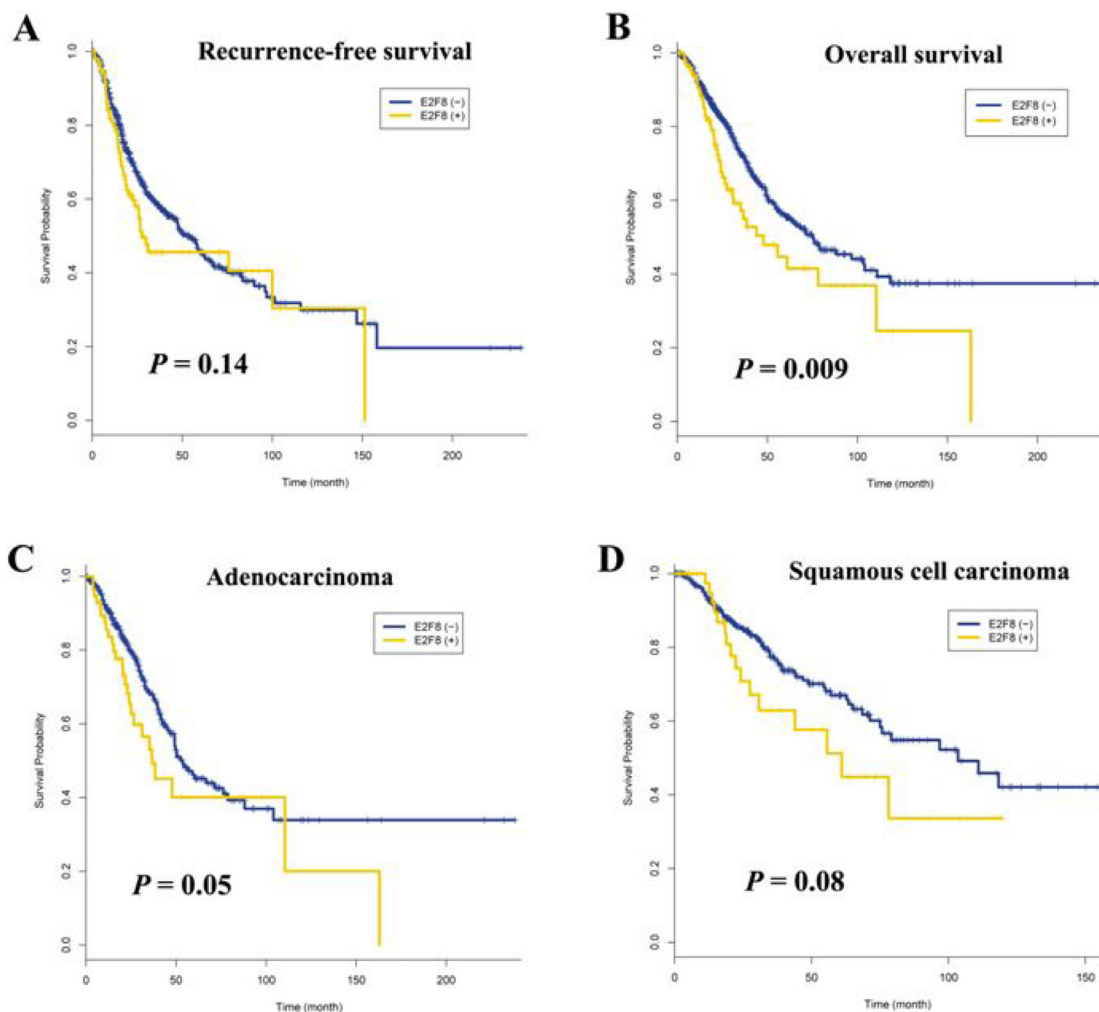 A
Recurrence-free survival
E2F8 (−)
E2F8 (+)
Survival Probability
1.0
0.8
0.6
0.4
0.2
0.0
P = 0.14
0 50 100 150 200
Time (month)
B
Overall survival
E2F8 (−)
E2F8 (+)
Survival Probability
1.0
0.8
0.6
0.4
0.2
0.0
P = 0.009
0 50 100 150 200
Time (month)
C
Adenocarcinoma
E2F8 (−)
E2F8 (+)
Survival Probability
1.0
0.8
0.6
0.4
0.2
0.0
P = 0.05
0 50 100 150 200
Time (month)
D
Squamous cell carcinoma
E2F8 (−)
E2F8 (+)
Survival Probability
1.0
0.8
0.6
0.4
0.2
0.0
P = 0.08
0 50 100 150
Time (month)